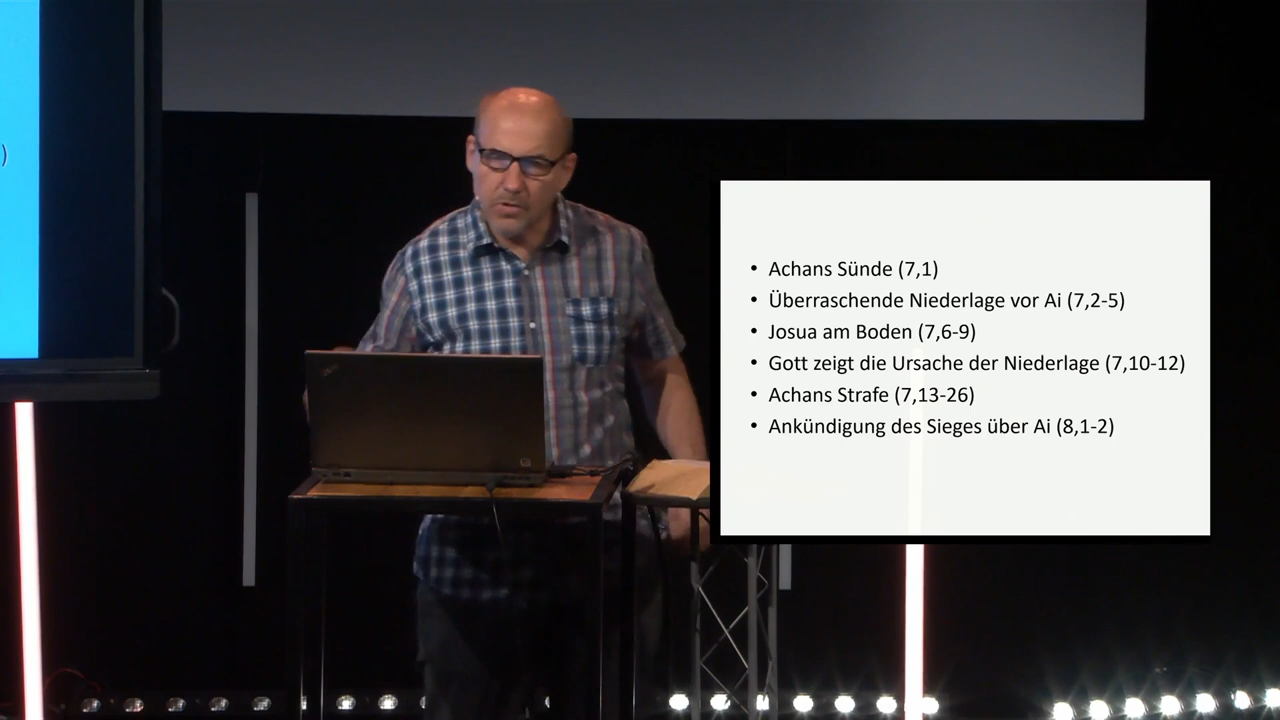 )
• Achans Sünde (7,1)
• Überraschende Niederlage vor Ai (7,2-5)
• Josua am Boden (7,6-9)
• Gott zeigt die Ursache der Niederlage (7,10-12)
• Achans Strafe (7,13-26)
• Ankündigung des Sieges über Ai (8,1-2)